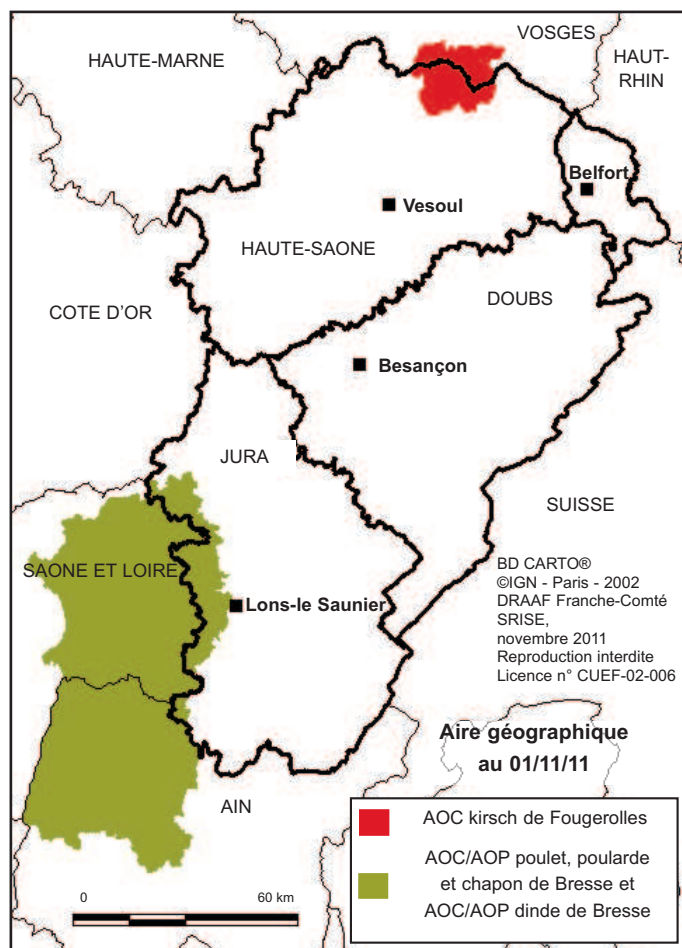 VOSGES
HAUTE-MARNE
HAUT-
RHIN
Belfort
Vesoul
HAUTE-SAONE
DOUBS
COTE D'OR
Besançon
JURA
SUISSE
SAONE ET LOIRE
BD CARTO®
©IGN - Paris - 2002
DRAAF Franche-Comté
SRISE,
novembre 2011
Reproduction interdite
Licence n° CUEF-02-006
Lons-le Saunier
Aire géographique
au 01/11/11
AIN
AOC kirsch de Fougerolles
AOC/AOP poulet, poularde
et chapon de Bresse et
AOC/AOP dinde de Bresse
0 60 km